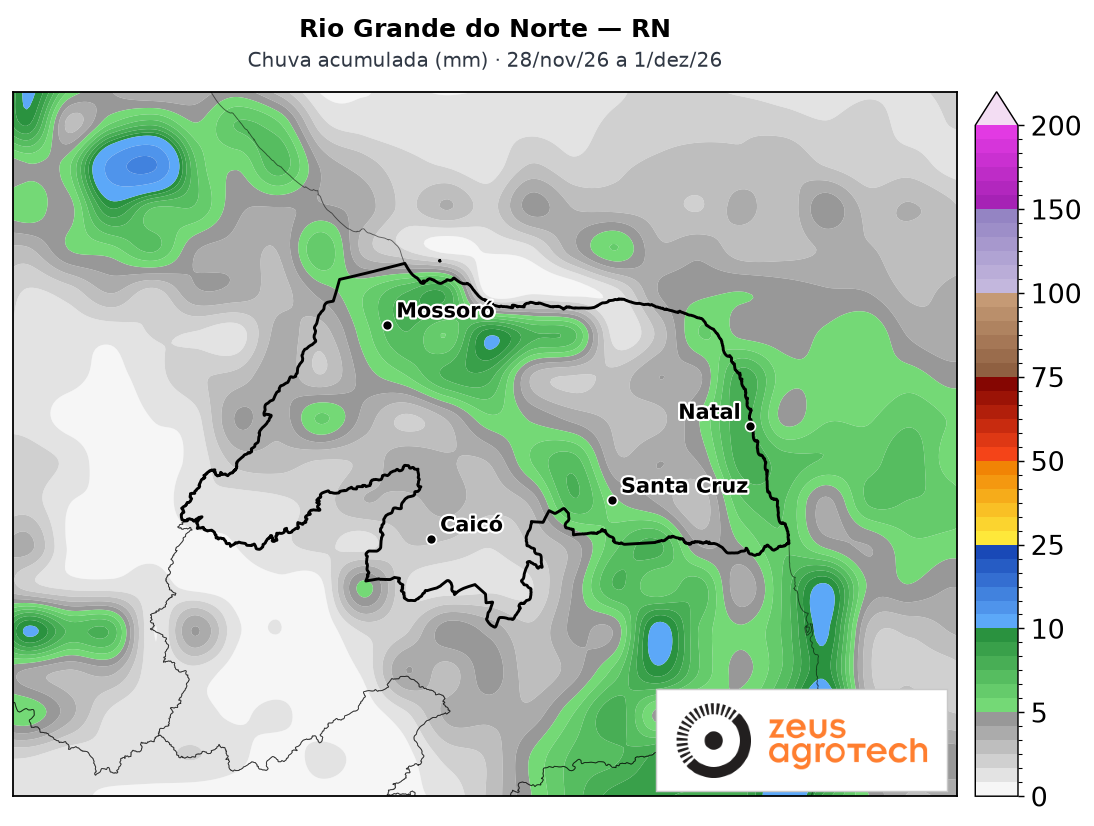 Rio Grande do Norte — RN
Chuva acumulada (mm) · 28/nov/26 a 1/dez/26
200
150
100
75
50
25
10
5
0
Mossoró
Natal
Santa Cruz
Caicó
zeus
agrotech